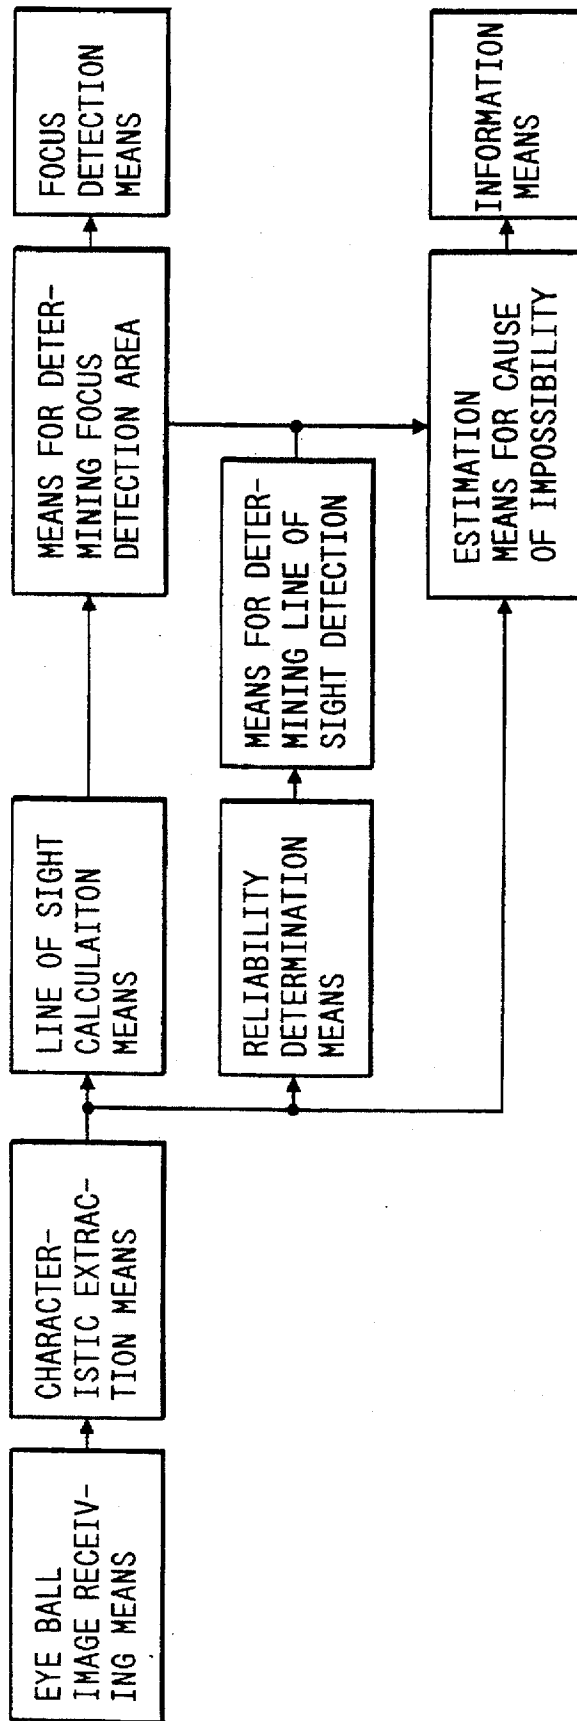 EYE BALL
IMAGE RECEIV-
ING MEANS
CHARACTER-
ISTIC EXTRAC-
TION MEANS
LINE OF SIGHT
CALCULAITON
MEANS
MEANS FOR DETER-
MINING FOCUS
DETECTION AREA
FOCUS
DETECTION
MEANS
RELIABILITY
DETERMINATION
MEANS
MEANS FOR DETER-
MINING LINE OF
SIGHT DETECTION
ESTIMATION
MEANS FOR CAUSE
OF IMPOSSIBILITY
INFORMATION
MEANS